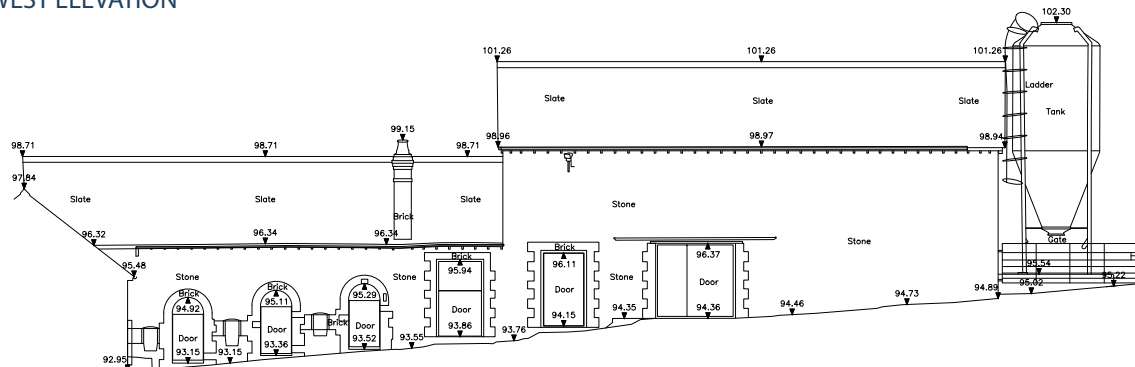 WEST ELEVATION
102.30
101.26 101.26 101.26
Ladder
Slate Slate Slate
Tank
99.15
98.96 98.97 98.94
98.71 98.71 98.71
97.84
Slate Slate Slate
Stone
Brick
96.32 96.34 96.34
Stone
Gate
Brick
Brick
96.37
95.48
Stone Stone
95.94
96.11
Stone
95.54
95.22
Brick
95.11
95.29
Door
95.02
94.92
Door
Door
94.89
94.73
94.46
94.35
94.36
94.15
Door Door Door
Brick
93.86
93.76
93.52
93.55
93.36
93.15 93.15
92.95